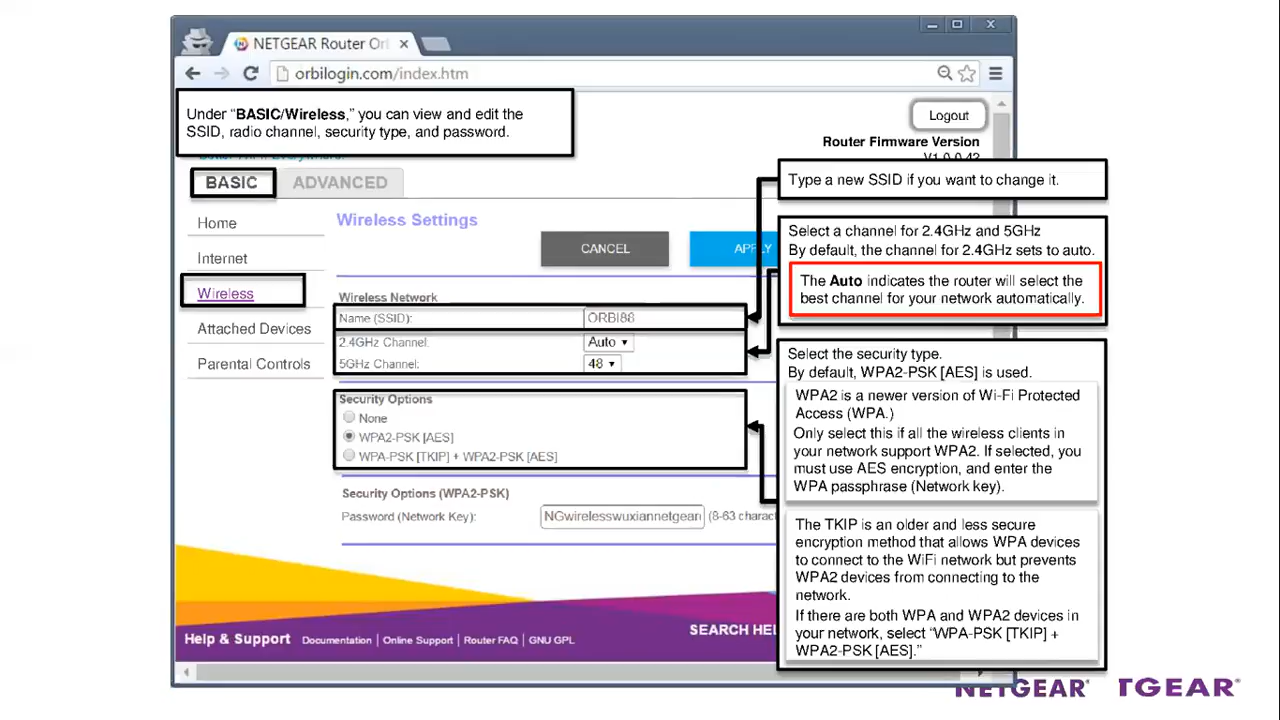 NETGEAR Router Or
orbilogin.com/index.htm
Under “BASIC/Wireless,” you can view and edit the
SSID, radio channel, security type, and password.
Logout
Router Firmware Version
BASIC
ADVANCED
Type a new SSID if you want to change it.
Home
Internet
Wireless
Attached Devices
Parental Controls
Wireless Settings
CANCEL
APPLY
Select a channel for 2.4GHz and 5GHz
By default, the channel for 2.4GHz sets to auto.
The Auto indicates the router will select the
best channel for your network automatically.
Wireless Network
Name (SSID): ORBI86
2.4GHz Channel: Auto
5GHz Channel: 48
Security Options
None
WPA2-PSK [AES]
WPA-PSK [TKIP] + WPA2-PSK [AES]
Security Options (WPA2-PSK)
Password (Network Key): NGwirelesswuxiannetgear (8-63 charact
Select the security type.
By default, WPA2-PSK [AES] is used.
WPA2 is a newer version of Wi-Fi Protected
Access (WPA.)
Only select this if all the wireless clients in
your network support WPA2. If selected, you
must use AES encryption, and enter the
WPA passphrase (Network key).
The TKIP is an older and less secure
encryption method that allows WPA devices
to connect to the WiFi network but prevents
WPA2 devices from connecting to the
network.
If there are both WPA and WPA2 devices in
your network, select “WPA-PSK [TKIP] +
WPA2-PSK [AES].”
Help & Support Documentation | Online Support | Router FAQ | GNU GPL
SEARCH HEL
NETGEAR® TGEAR®